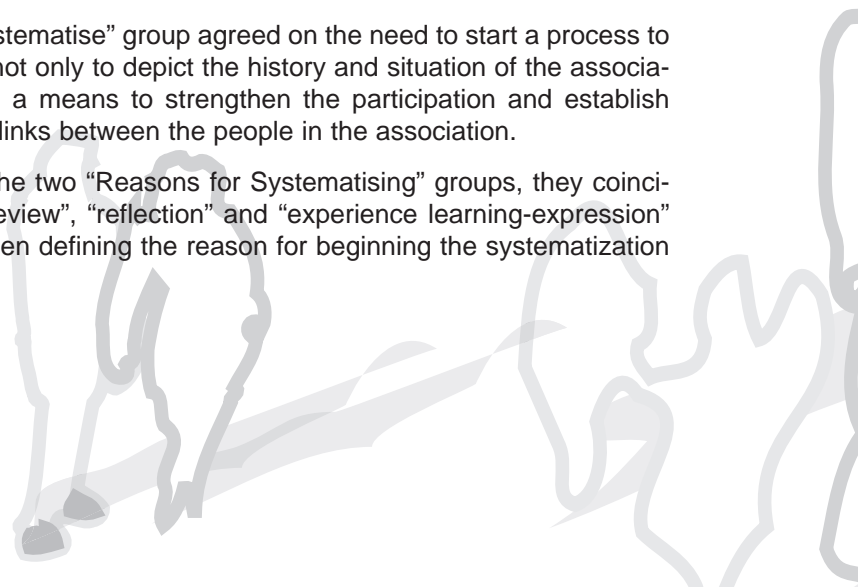 stematise” group agreed on the need to start a process to
not only to depict the history and situation of the associa-
a means to strengthen the participation and establish
links between the people in the association.
he two “Reasons for Systematising” groups, they coinci-
eview”, “reflection” and “experience learning-expression”
en defining the reason for beginning the systematization